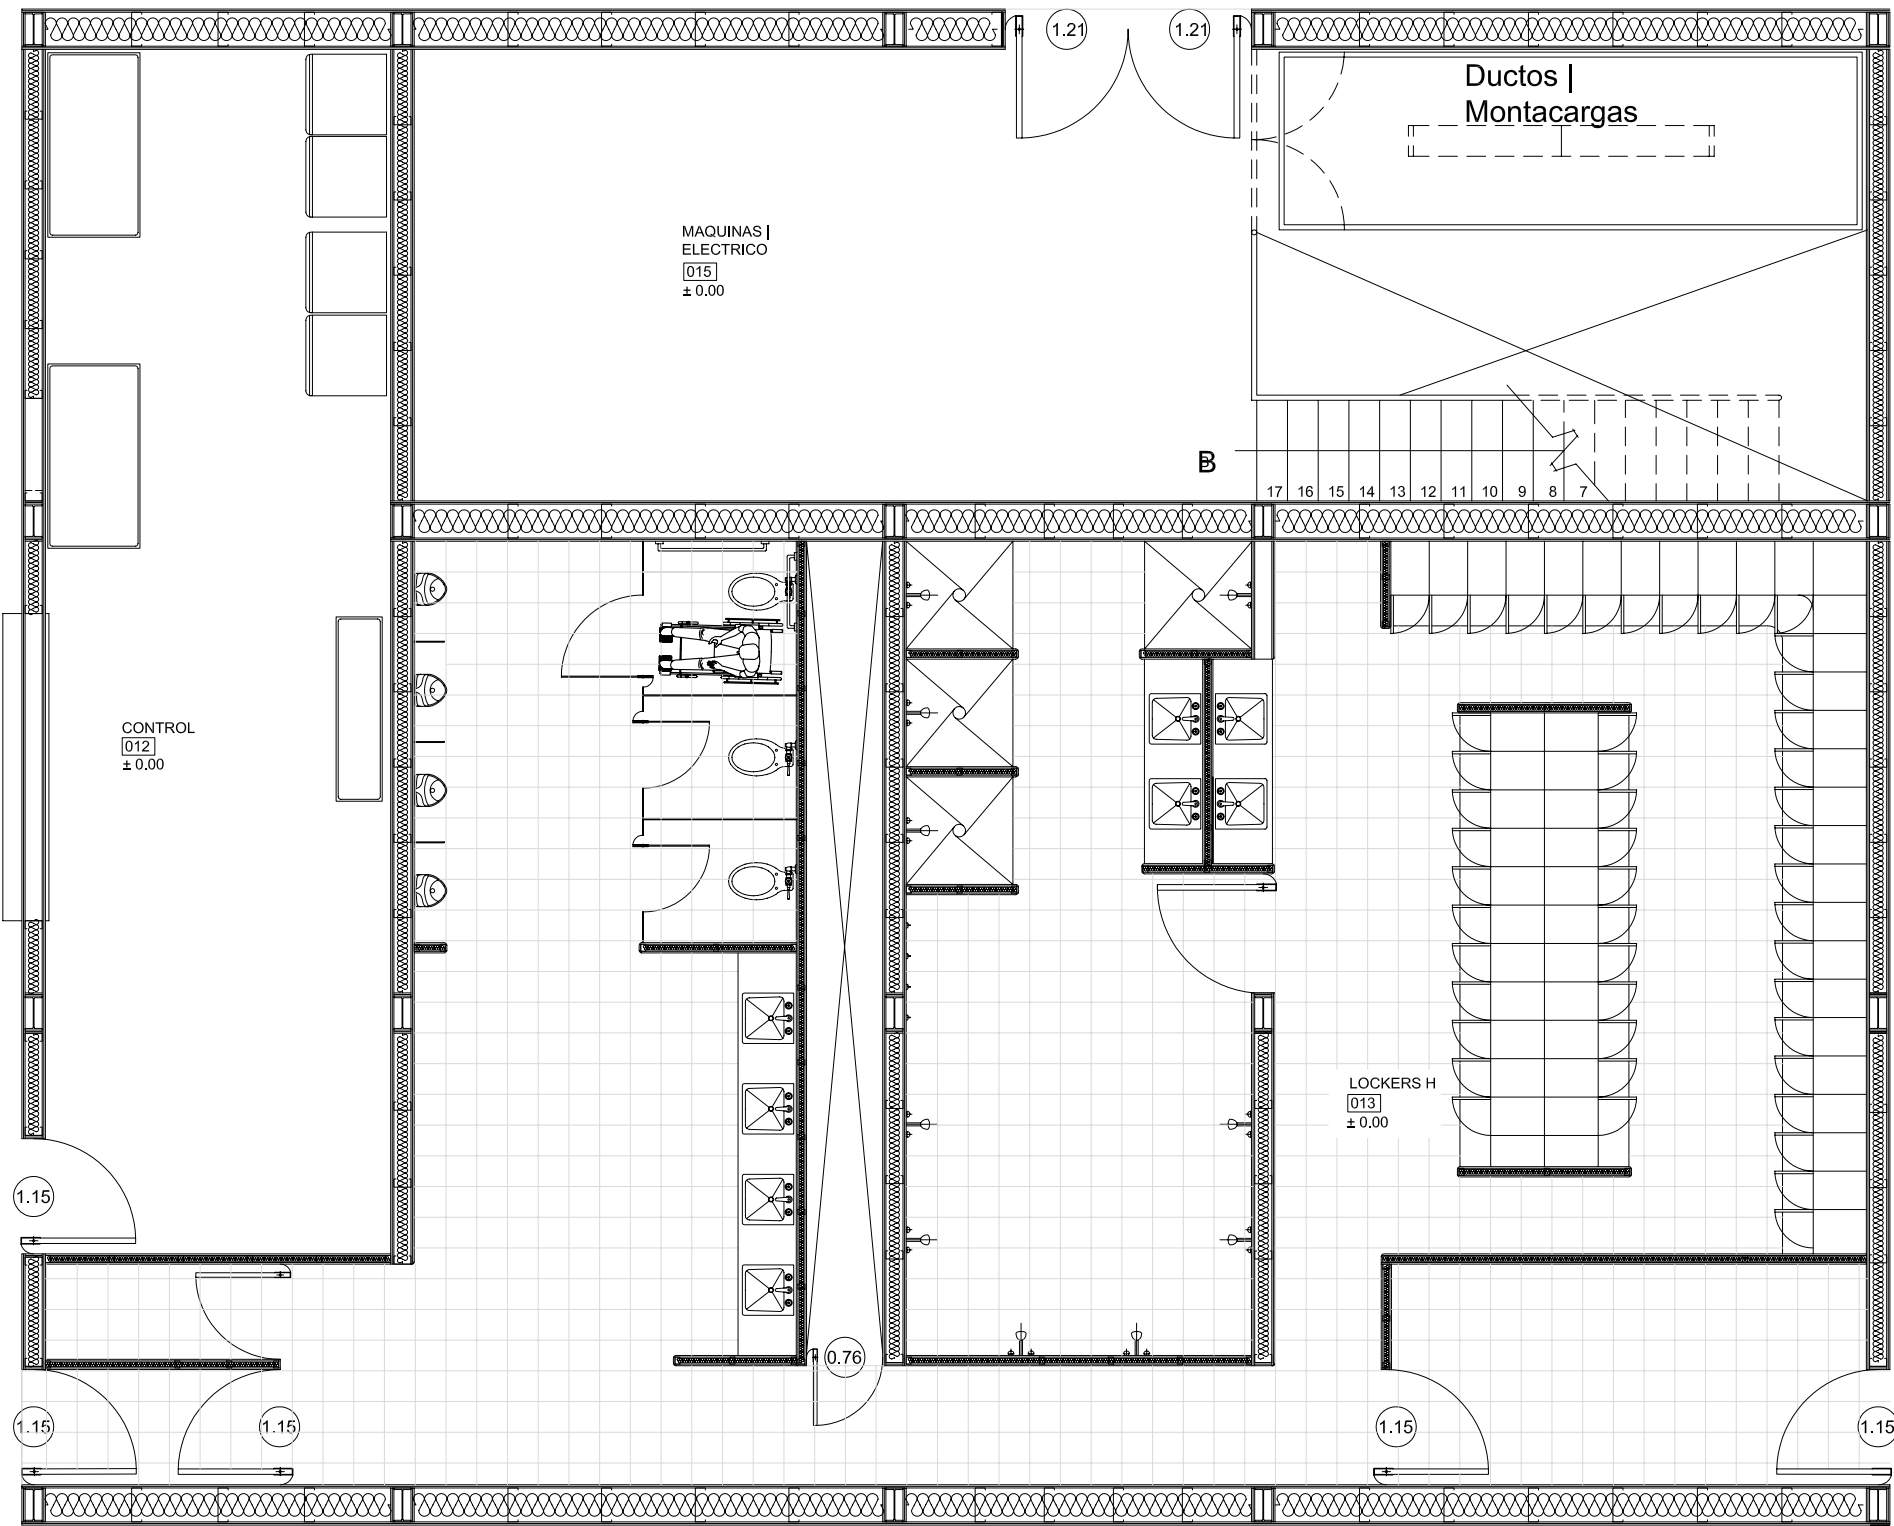 1.21
1.21
Ductos |
Montacargas
MAQUINAS |
ELECTRICO
015
± 0.00
B
17 16 15 14 13 12 11 10 9 8 7
CONTROL
012
± 0.00
LOCKERS H
013
± 0.00
1.15
0.76
1.15
1.15
1.15
1.15